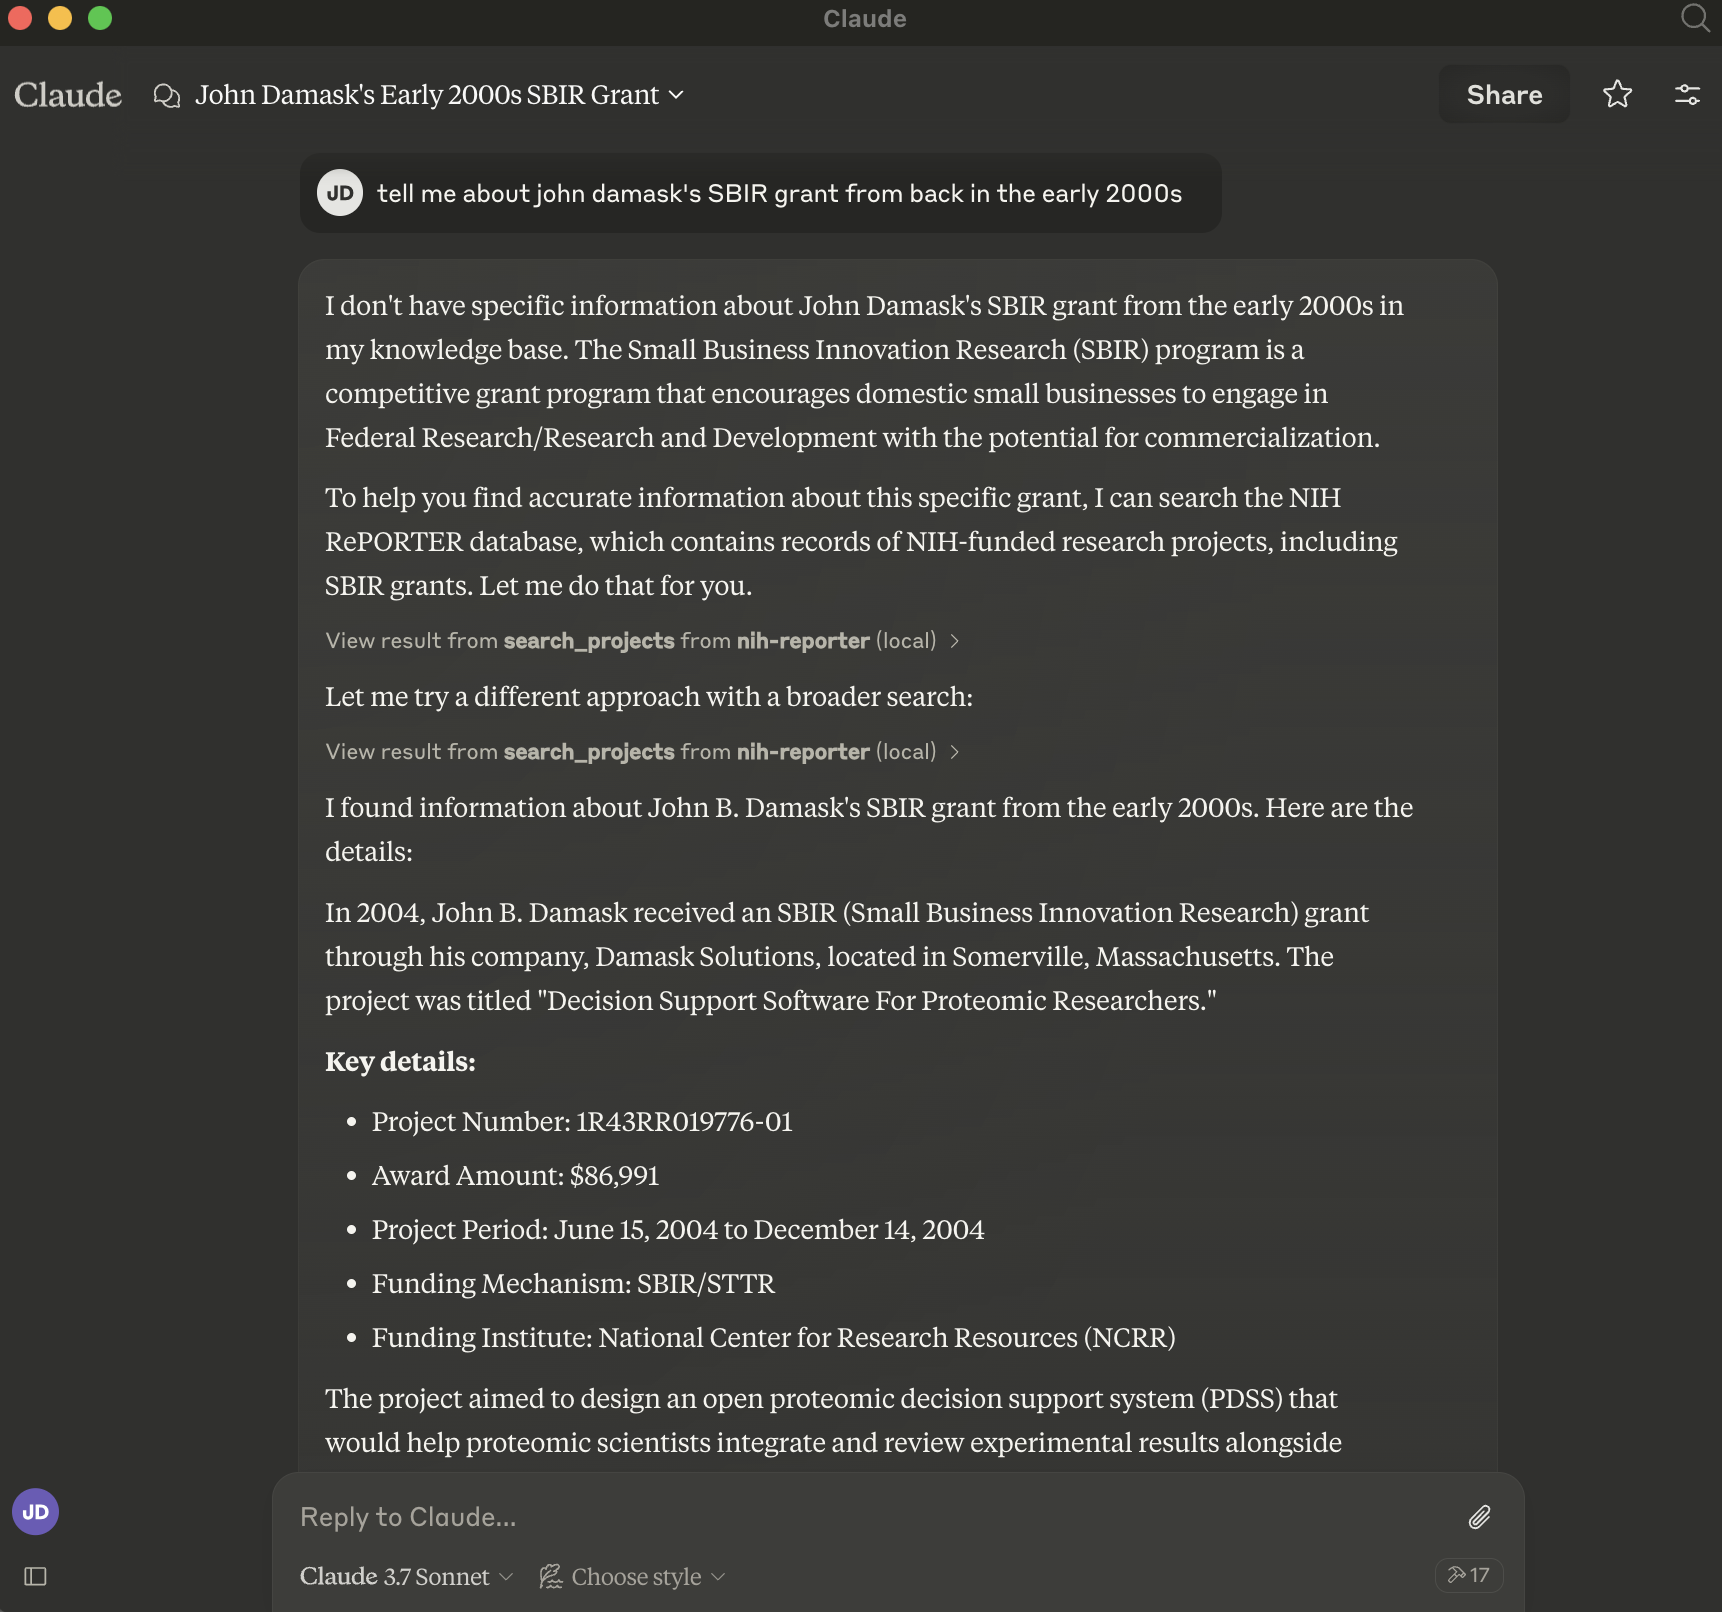 Claude
Claude
John Damask's Early 2000s SBIR Grant
Share
JD
tell me about john damask's SBIR grant from back in the early 2000s
I don't have specific information about John Damask's SBIR grant from the early 2000s in
my knowledge base. The Small Business Innovation Research (SBIR) program is a
competitive grant program that encourages domestic small businesses to engage in
Federal Research/Research and Development with the potential for commercialization.
To help you find accurate information about this specific grant, I can search the NIH
RePORTER database, which contains records of NIH-funded research projects, including
SBIR grants. Let me do that for you.
View result from search_projects from nih-reporter (local)
Let me try a different approach with a broader search:
View result from search_projects from nih-reporter (local)
I found information about John B. Damask's SBIR grant from the early 2000s. Here are the
details:
In 2004, John B. Damask received an SBIR (Small Business Innovation Research) grant
through his company, Damask Solutions, located in Somerville, Massachusetts. The
project was titled "Decision Support Software For Proteomic Researchers."
Key details:
• Project Number: 1R43RR019776-01
• Award Amount: $86,991
• Project Period: June 15, 2004 to December 14, 2004
• Funding Mechanism: SBIR/STTR
• Funding Institute: National Center for Research Resources (NCRR)
The project aimed to design an open proteomic decision support system (PDSS) that
would help proteomic scientists integrate and review experimental results alongside
JD
Reply to Claude...
Claude 3.7 Sonnet
Choose style
17